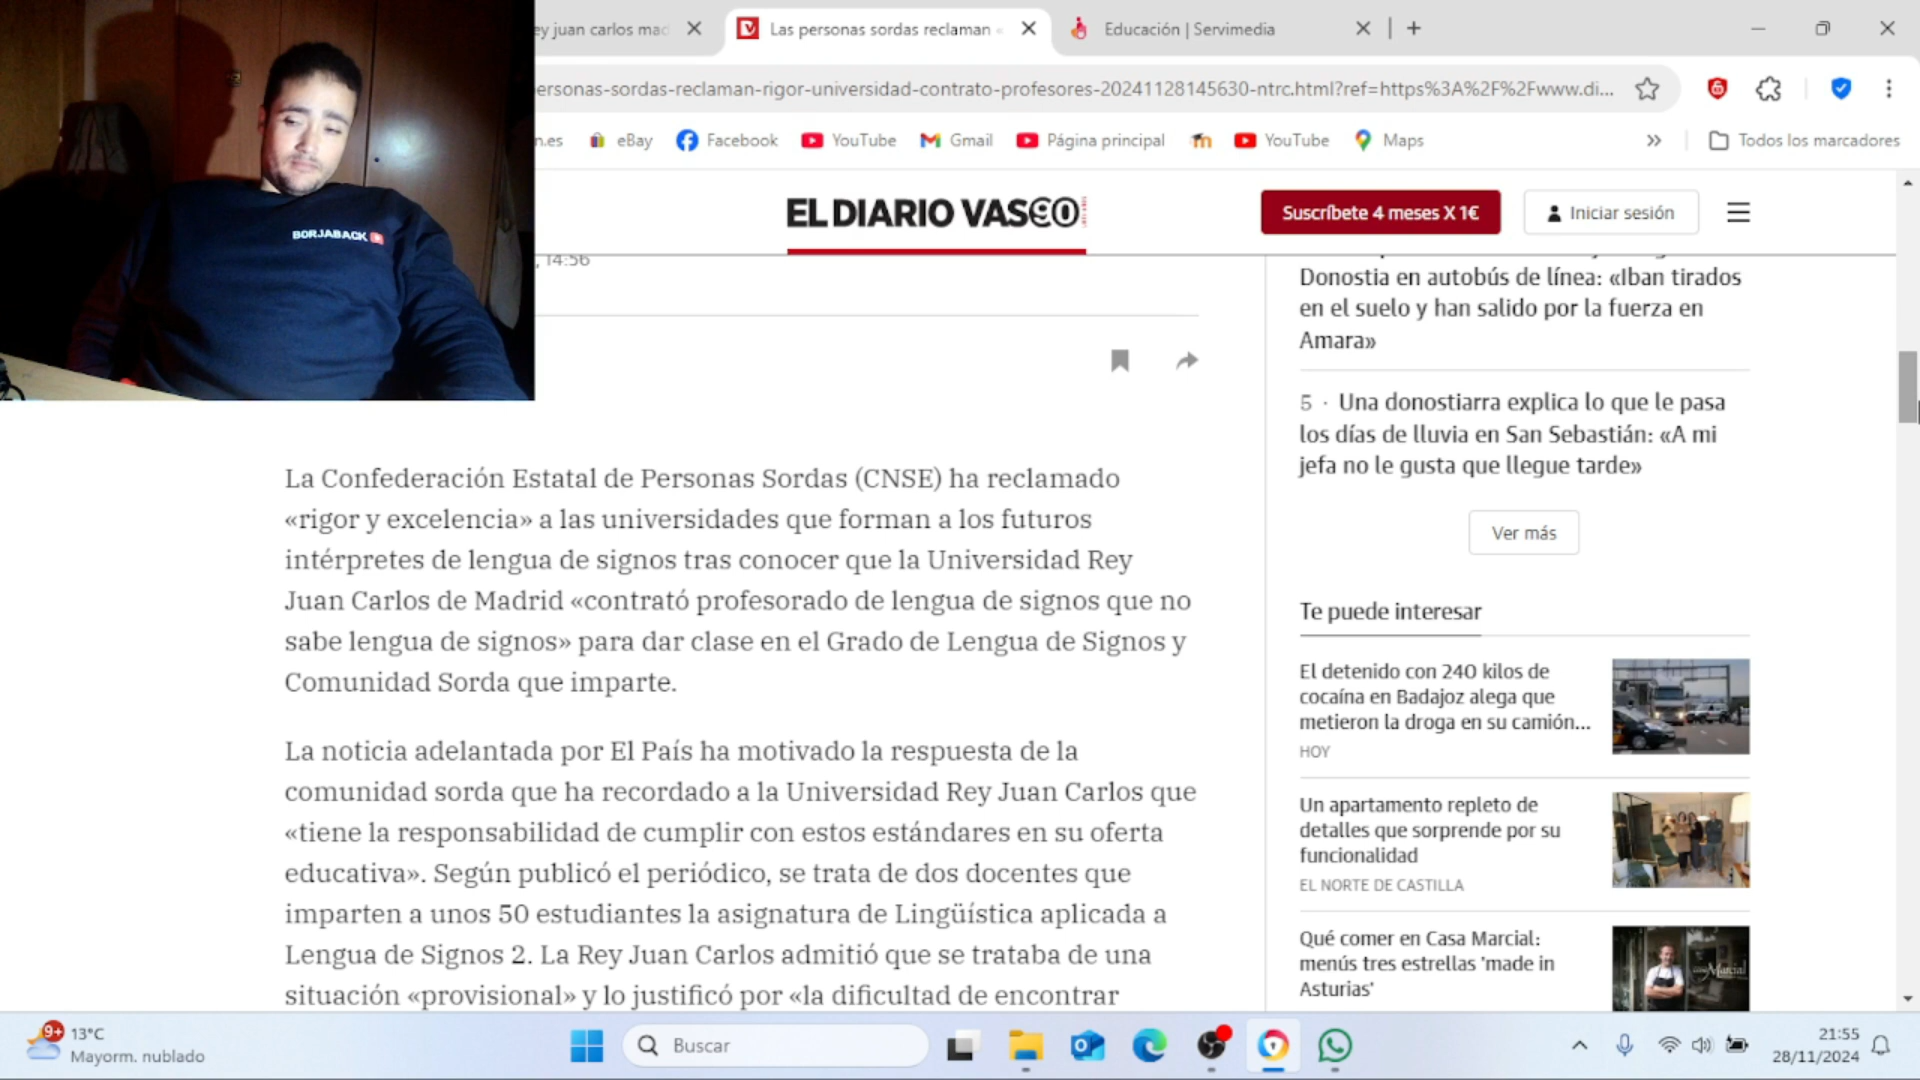 ey juan carlos mad
Las personas sordas reclaman «
Educación | Servimedia
personas-sordas-reclaman-rigor-universidad-contrato-profesores-20241128145630-ntrc.html?ref=https%3A%2F%2Fwww.di...
n.es
eBay
Facebook
YouTube
Gmail
Página principal
YouTube
Maps
Todos los marcadores
BORJABACK
EL DIARIO VASCO
90
Suscríbete 4 meses X 1€
Iniciar sesión
, 14:56
La Confederación Estatal de Personas Sordas (CNSE) ha reclamado
«rigor y excelencia» a las universidades que forman a los futuros
intérpretes de lengua de signos tras conocer que la Universidad Rey
Juan Carlos de Madrid «contrató profesorado de lengua de signos que no
sabe lengua de signos» para dar clase en el Grado de Lengua de Signos y
Comunidad Sorda que imparte.
La noticia adelantada por El País ha motivado la respuesta de la
comunidad sorda que ha recordado a la Universidad Rey Juan Carlos que
«tiene la responsabilidad de cumplir con estos estándares en su oferta
educativa». Según publicó el periódico, se trata de dos docentes que
imparten a unos 50 estudiantes la asignatura de Lingüística aplicada a
Lengua de Signos 2. La Rey Juan Carlos admitió que se trataba de una
situación «provisional» y lo justificó por «la dificultad de encontrar
Donostia en autobús de línea: «Iban tirados
en el suelo y han salido por la fuerza en
Amara»
5 · Una donostiarra explica lo que le pasa
los días de lluvia en San Sebastián: «A mi
jefa no le gusta que llegue tarde»
Ver más
Te puede interesar
El detenido con 240 kilos de
cocaína en Badajoz alega que
metieron la droga en su camión...
HOY
Un apartamento repleto de
detalles que sorprende por su
funcionalidad
EL NORTE DE CASTILLA
Qué comer en Casa Marcial:
menús tres estrellas 'made in
Asturias'
Marcial
9+
13°C
Mayorm. nublado
Buscar
21:55
28/11/2024